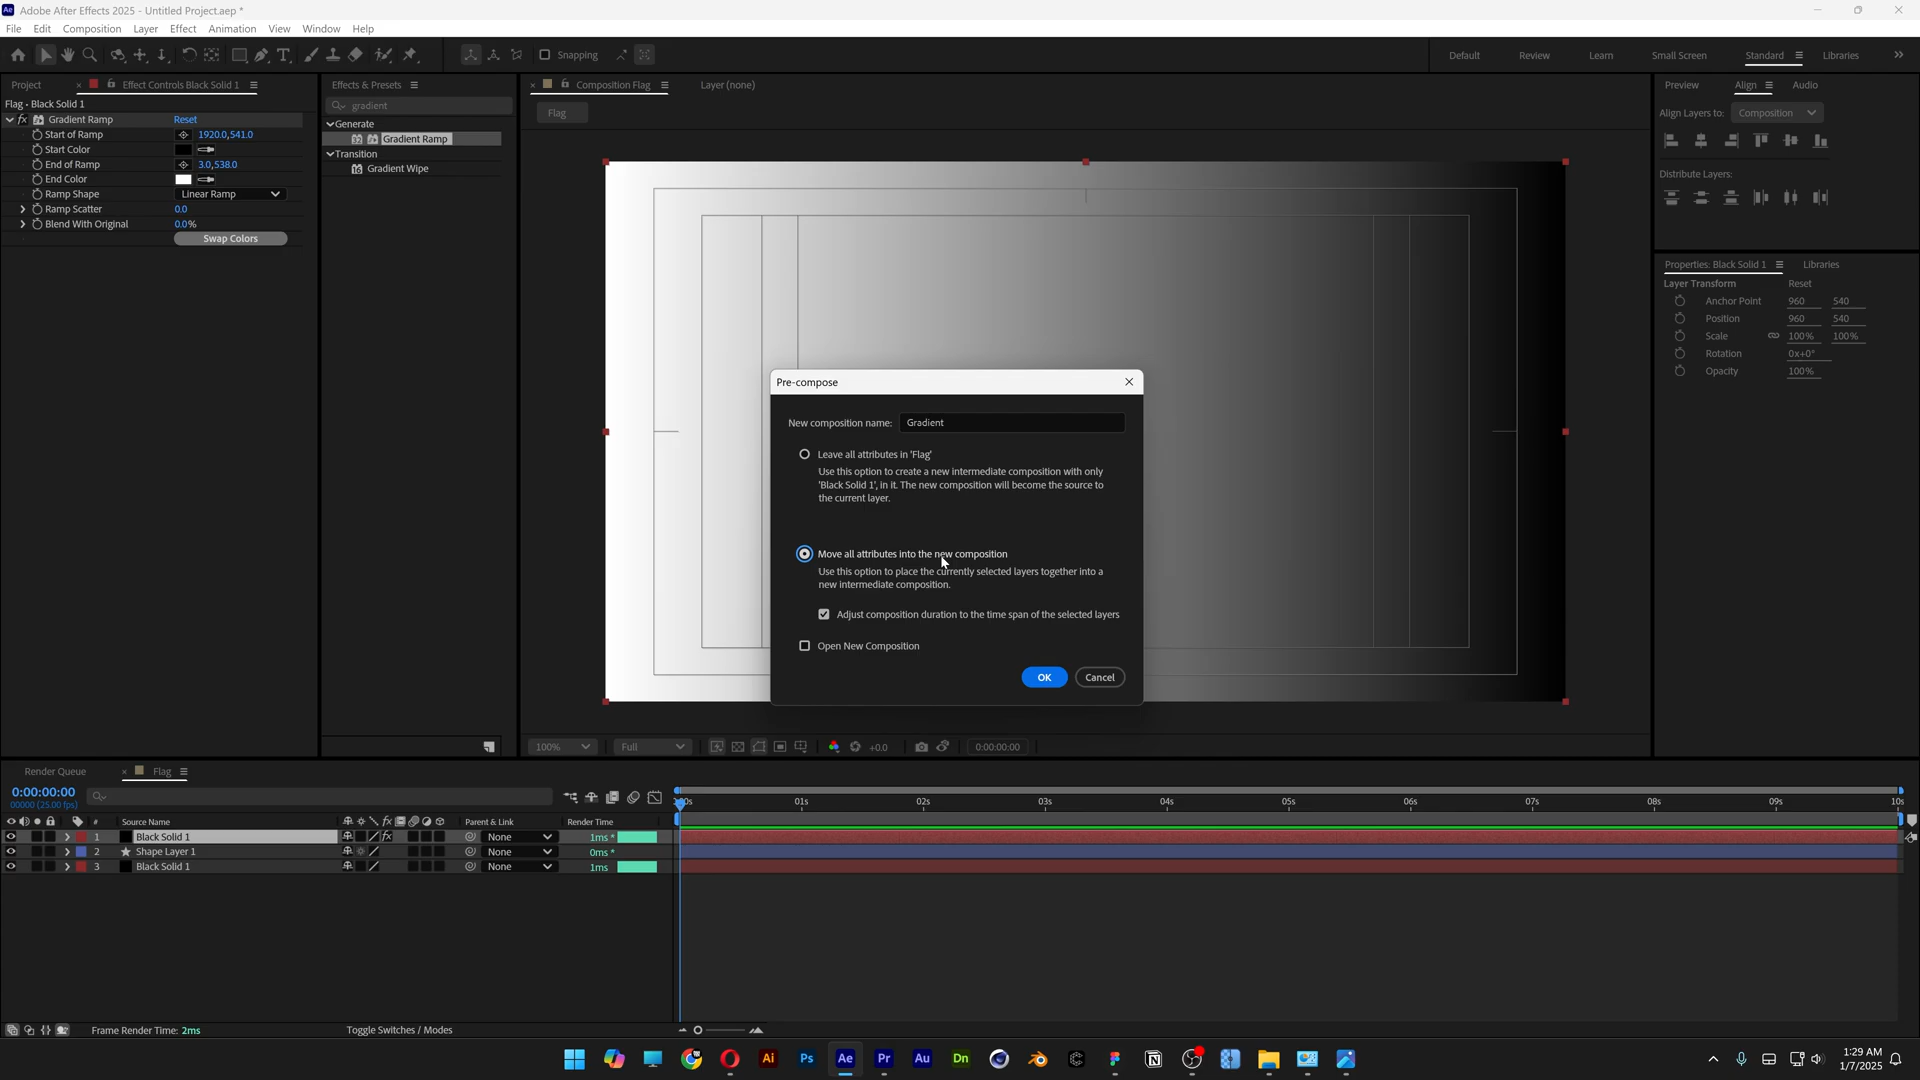 Adobe After Effects 2025 - Untitled Project.aep *
File Edit Composition Layer Effect Animation View Window Help
Snapping
Default Review Learn Small Screen Standard Libraries
Project Effect Controls Black Solid 1
Flag • Black Solid 1
fx Gradient Ramp Reset
Start of Ramp 1920.0,541.0
Start Color
End of Ramp 3.0,538.0
End Color
Ramp Shape Linear Ramp
Ramp Scatter 0.0
Blend With Original 0.0%
Swap Colors
Effects & Presets
gradient
Generate
32 Gradient Ramp
Transition
16 Gradient Wipe
Composition Flag Layer (none)
Flag
Preview Align Audio
Align Layers to: Composition
Distribute Layers:
Properties: Black Solid 1 Libraries
Layer Transform Reset
Anchor Point 960 540
Position 960 540
Scale 100% 100%
Rotation 0x+0°
Opacity 100%
Pre-compose
New composition name: Gradient
Leave all attributes in 'Flag'
Use this option to create a new intermediate composition with only
'Black Solid 1', in it. The new composition will become the source to
the current layer.
Move all attributes into the new composition
Use this option to place the currently selected layers together into a
new intermediate composition.
Adjust composition duration to the time span of the selected layers
Open New Composition
OK Cancel
100% Full +0.0 0:00:00:00
Render Queue Flag
0:00:00:00
00000 (25.00 fps)
01s 02s 03s 04s 05s 06s 07s 08s 09s 10s
# Source Name fx Parent & Link Render Time
1 Black Solid 1 fx None 1ms *
2 Shape Layer 1 None 0ms *
3 Black Solid 1 None 1ms
Frame Render Time: 2ms Toggle Switches / Modes
Ai Ps Ae Pr Au Dn
1:29 AM
1/7/2025